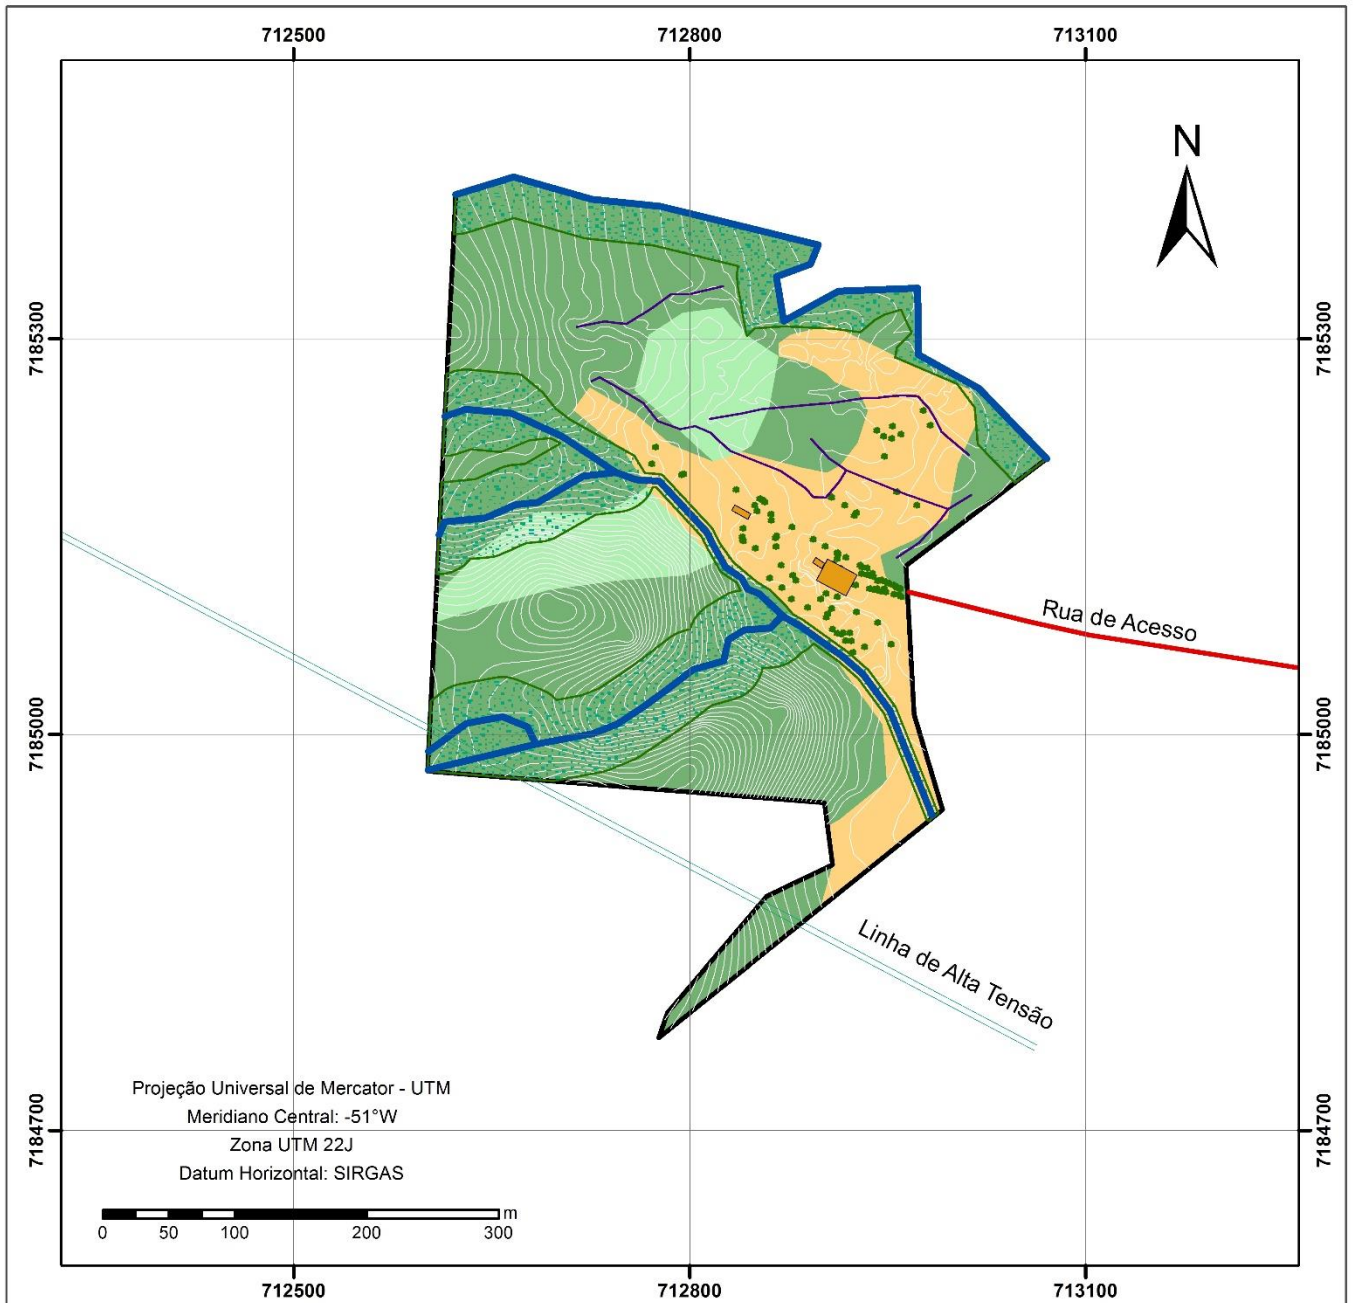 712500 712800 713100
N
7185300 7185300
Rua de Acesso
7185000 7185000
Linha de Alta Tensão
Projeção Universal de Mercator - UTM
Meridiano Central: -51°W
Zona UTM 22J
Datum Horizontal: SIRGAS
7184700 7184700
m
0 50 100 200 300
712500 712800 713100